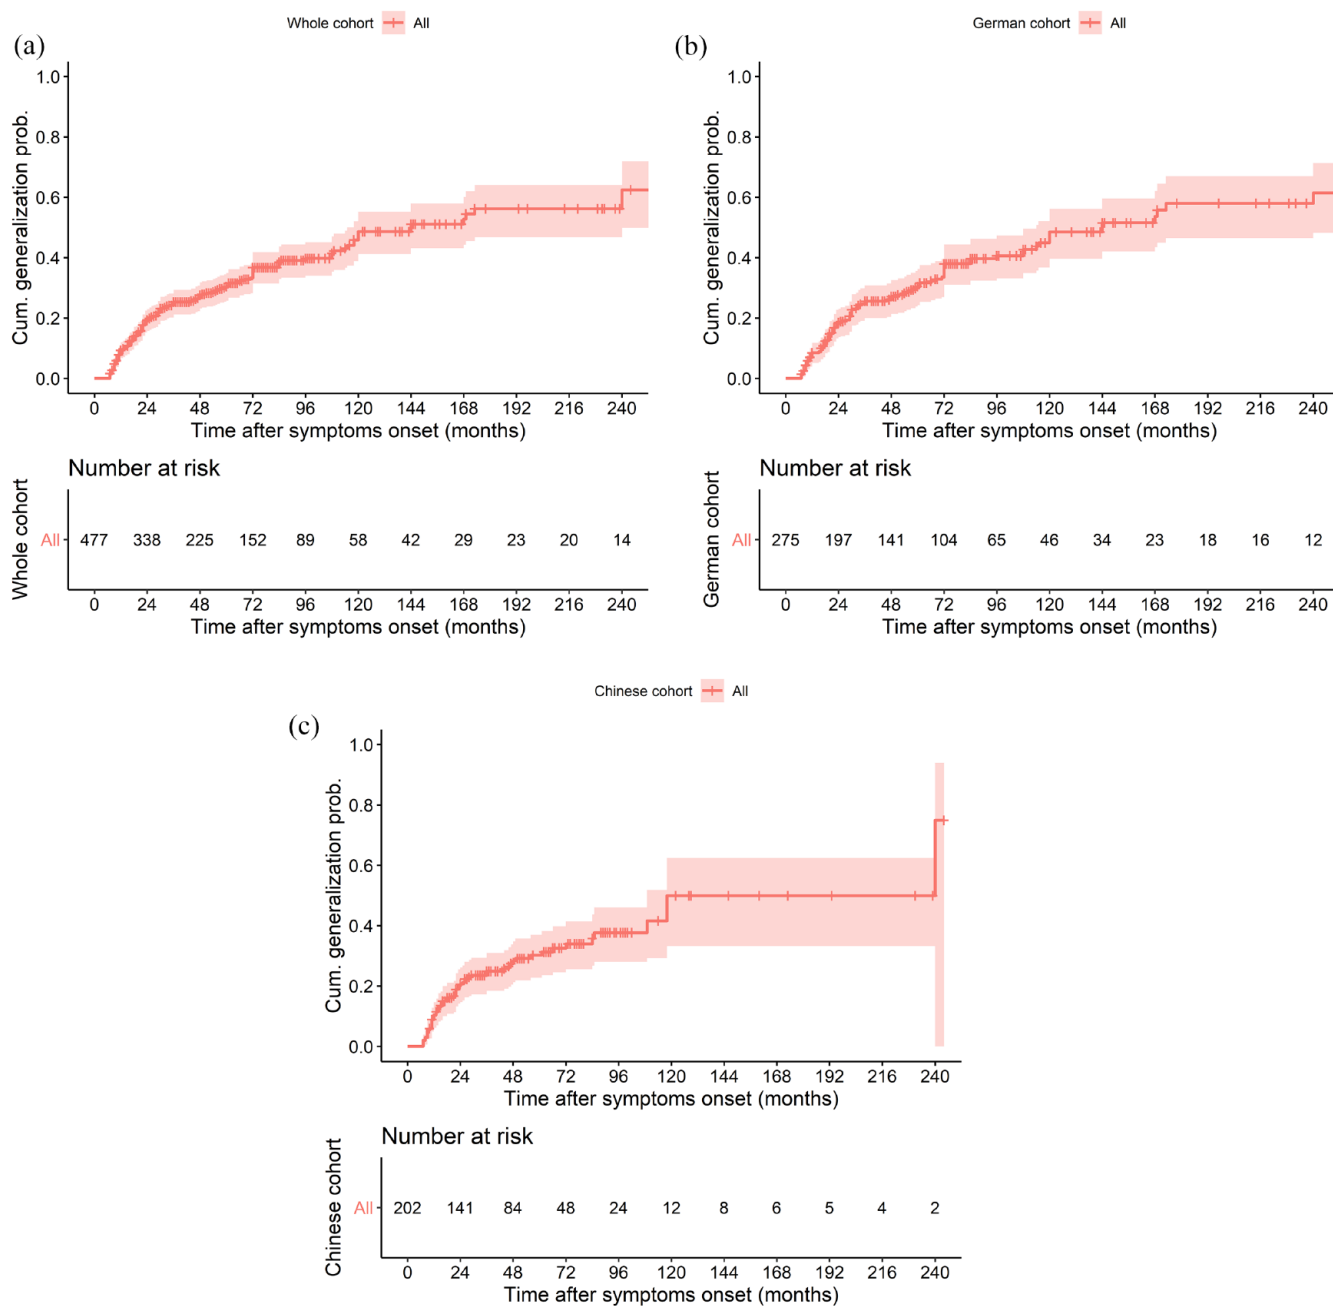 Whole cohort All
(a)
Cum. generalization prob.
1.0
0.8
0.6
0.4
0.2
0.0
0 24 48 72 96 120 144 168 192 216 240
Time after symptoms onset (months)
Number at risk
Whole cohort
All 477 338 225 152 89 58 42 29 23 20 14
0 24 48 72 96 120 144 168 192 216 240
Time after symptoms onset (months)
German cohort All
(b)
Cum. generalization prob.
1.0
0.8
0.6
0.4
0.2
0.0
0 24 48 72 96 120 144 168 192 216 240
Time after symptoms onset (months)
Number at risk
German cohort
All 275 197 141 104 65 46 34 23 18 16 12
0 24 48 72 96 120 144 168 192 216 240
Time after symptoms onset (months)
Chinese cohort All
(c)
Cum. generalization prob.
1.0
0.8
0.6
0.4
0.2
0.0
0 24 48 72 96 120 144 168 192 216 240
Time after symptoms onset (months)
Number at risk
Chinese cohort
All 202 141 84 48 24 12 8 6 5 4 2
0 24 48 72 96 120 144 168 192 216 240
Time after symptoms onset (months)